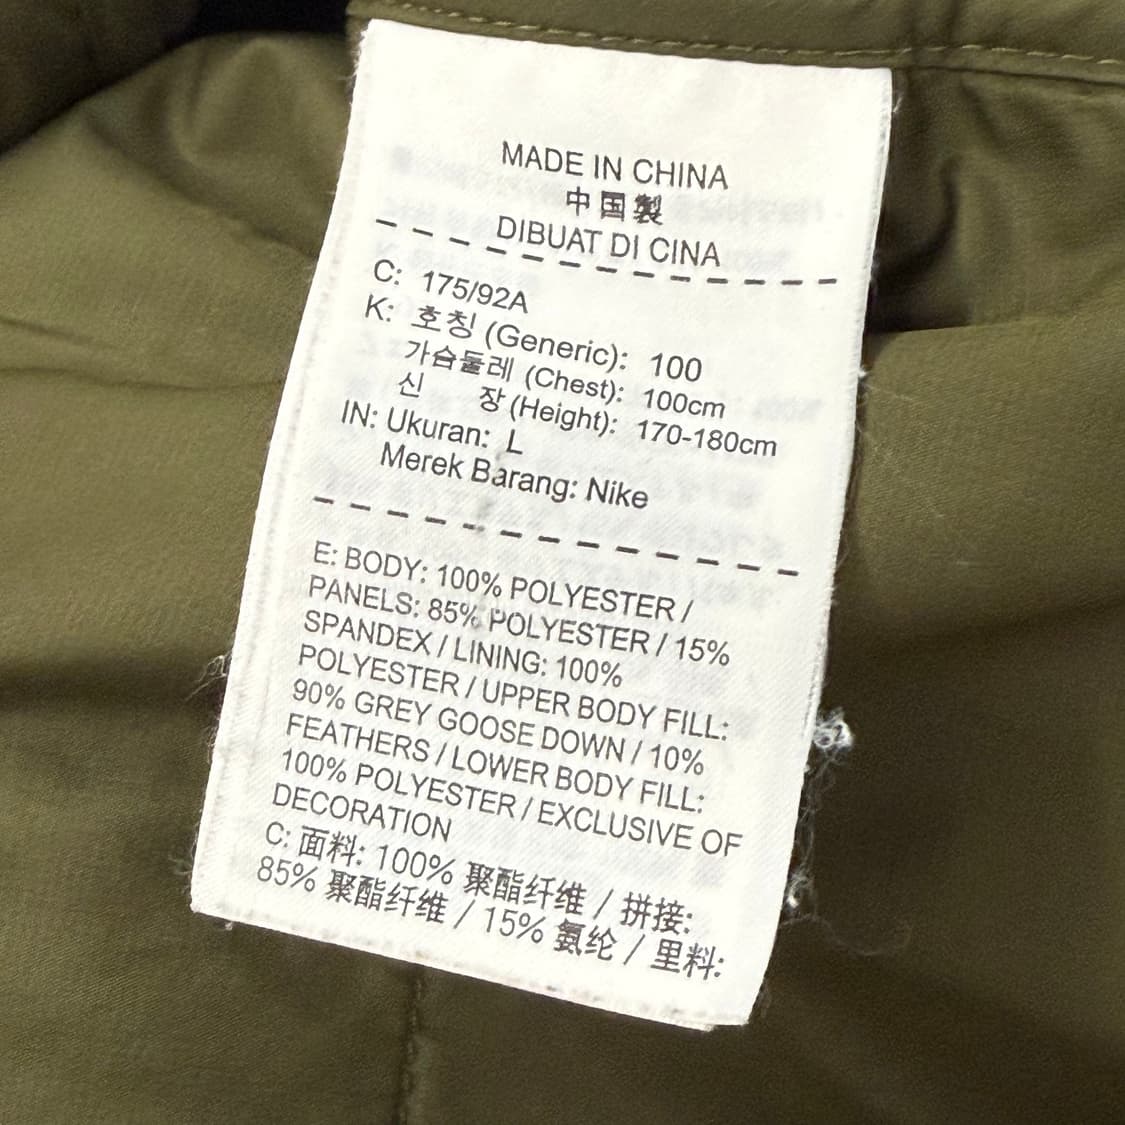 MADE IN CHINA
中国製
DIBUAT DI CINA
C: 175/92A
K: 호칭 (Generic): 100
가슴둘레 (Chest): 100cm
신 장 (Height): 170-180cm
IN: Ukuran: L
Merek Barang: Nike
E: BODY: 100% POLYESTER /
PANELS: 85% POLYESTER / 15%
SPANDEX / LINING: 100%
POLYESTER / UPPER BODY FILL:
90% GREY GOOSE DOWN / 10%
FEATHERS / LOWER BODY FILL:
100% POLYESTER / EXCLUSIVE OF
DECORATION
C: 面料: 100% 聚酯纤维 / 拼接:
85% 聚酯纤维 / 15% 氨纶 / 里料: